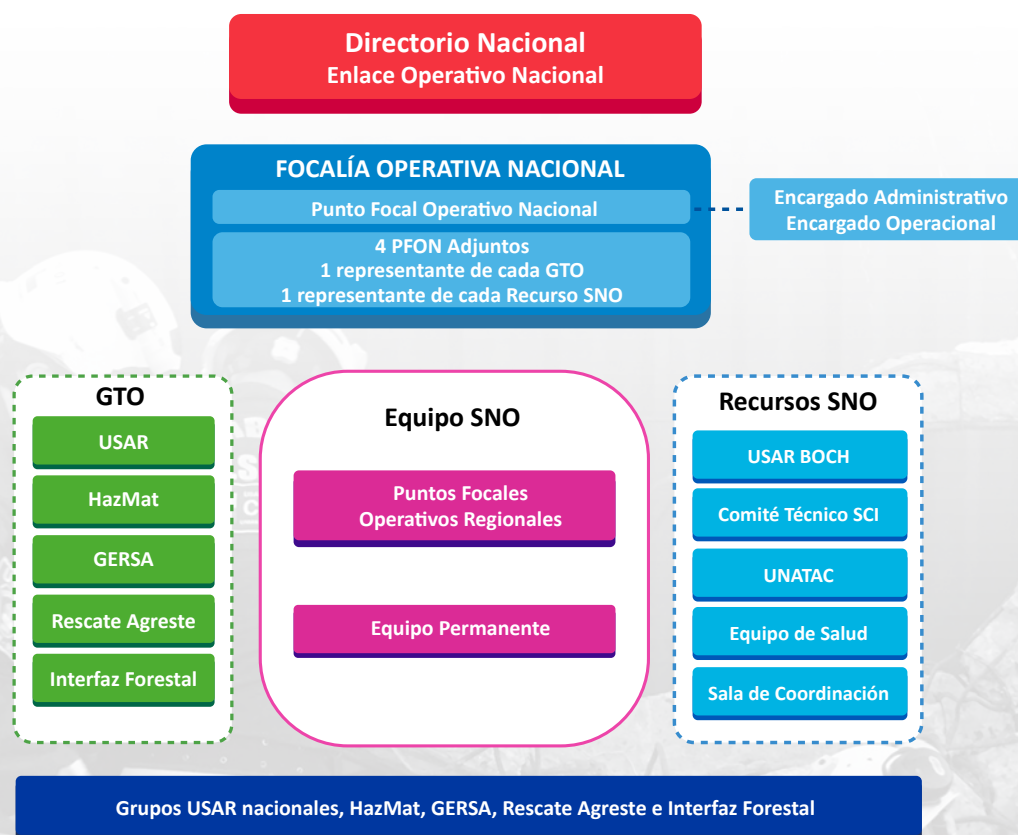 Directorio Nacional
Enlace Operativo Nacional
FOCALÍA OPERATIVA NACIONAL
Punto Focal Operativo Nacional
4 PFON Adjuntos
1 representante de cada GTO
1 representante de cada Recurso SNO
Encargado Administrativo
Encargado Operacional
GTO
USAR
HazMat
GERSA
Rescate Agreste
Interfaz Forestal
Equipo SNO
Puntos Focales
Operativos Regionales
Equipo Permanente
Recursos SNO
USAR BOCH
Comité Técnico SCI
UNATAC
Equipo de Salud
Sala de Coordinación
Grupos USAR nacionales, HazMat, GERSA, Rescate Agreste e Interfaz Forestal